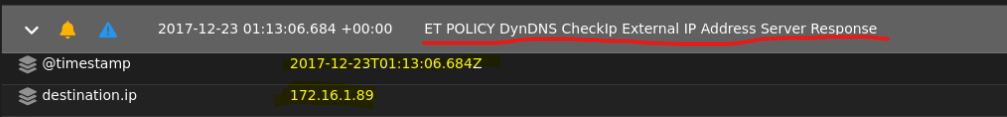 2017-12-23 01:13:06.684 +00:00 ET POLICY DynDNS CheckIp External IP Address Server Response
@timestamp 2017-12-23T01:13:06.684Z
destination.ip 172.16.1.89